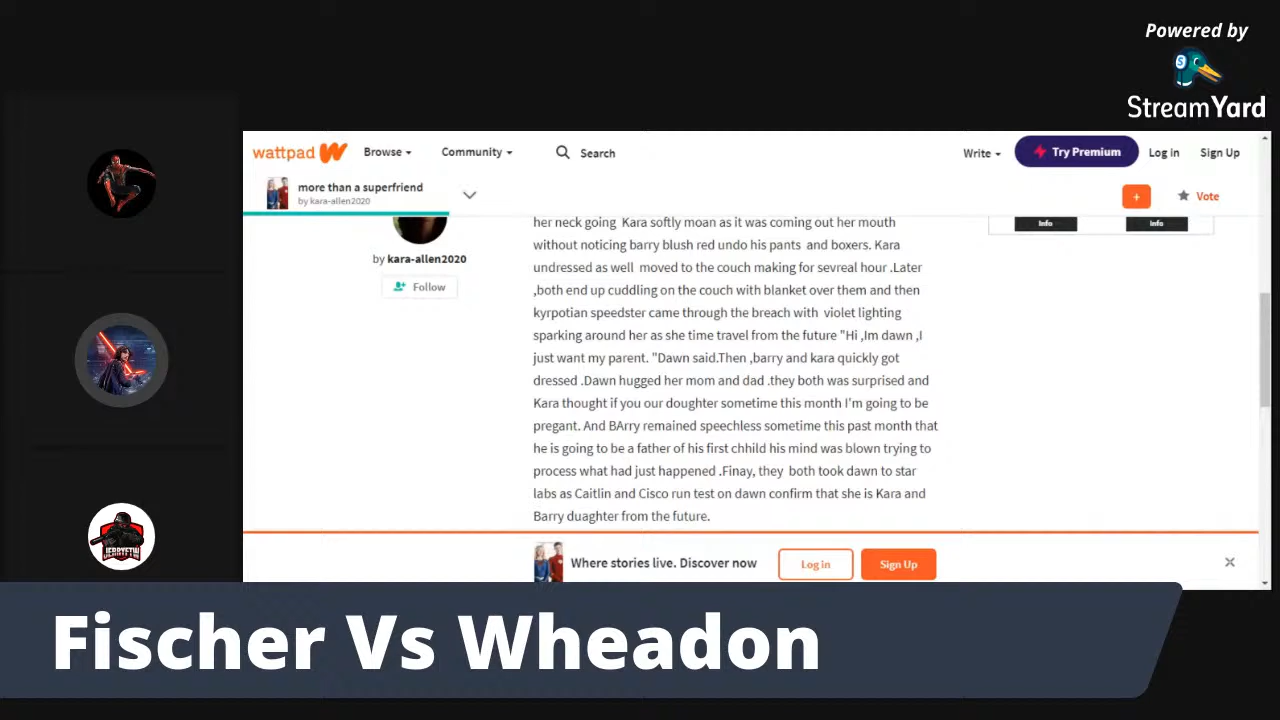 Powered by
StreamYard
wattpad
Browse
Community
Search
Write
Try Premium
Log in
Sign Up
more than a superfriend
by kara-allen2020
+
Vote
her neck going Kara softly moan as it was coming out her mouth
without noticing barry blush red undo his pants and boxers. Kara
undressed as well moved to the couch making for sevreal hour .Later
,both end up cuddling on the couch with blanket over them and then
kyrpotian speedster came through the breach with violet lighting
sparking around her as she time travel from the future "Hi ,Im dawn ,I
just want my parent. "Dawn said.Then ,barry and kara quickly got
dressed .Dawn hugged her mom and dad .they both was surprised and
Kara thought if you our doughter sometime this month I'm going to be
pregant. And BArry remained speechless sometime this past month that
he is going to be a father of his first chhild his mind was blown trying to
process what had just happened .Finay, they both took dawn to star
labs as Caitlin and Cisco run test on dawn confirm that she is Kara and
Barry duaghter from the future.
by kara-allen2020
Follow
Info
Info
Where stories live. Discover now
Log in
Sign Up
JERRYFTW
Fischer Vs Wheadon